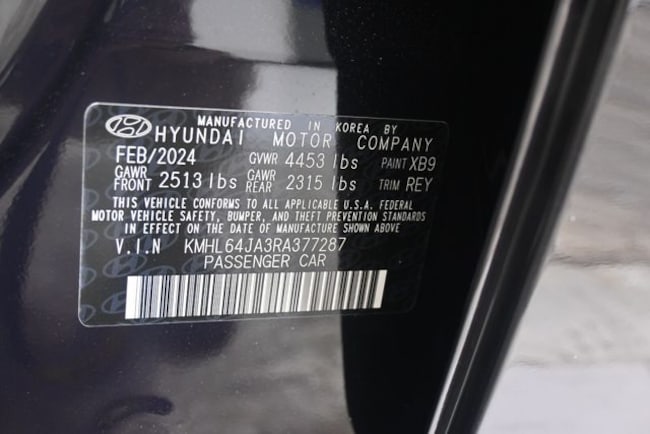 MANUFACTURED IN KOREA BY
HYUNDAI MOTOR COMPANY
FEB/2024 GVWR 4453 lbs PAINT XB9
GAWR FRONT 2513 lbs GAWR REAR 2315 lbs TRIM REY
THIS VEHICLE CONFORMS TO ALL APPLICABLE U.S.A. FEDERAL
MOTOR VEHICLE SAFETY, BUMPER, AND THEFT PREVENTION STANDARDS
IN EFFECT ON THE DATE OF MANUFACTURE SHOWN ABOVE
V.I.N KMHL64JA3RA377287
PASSENGER CAR